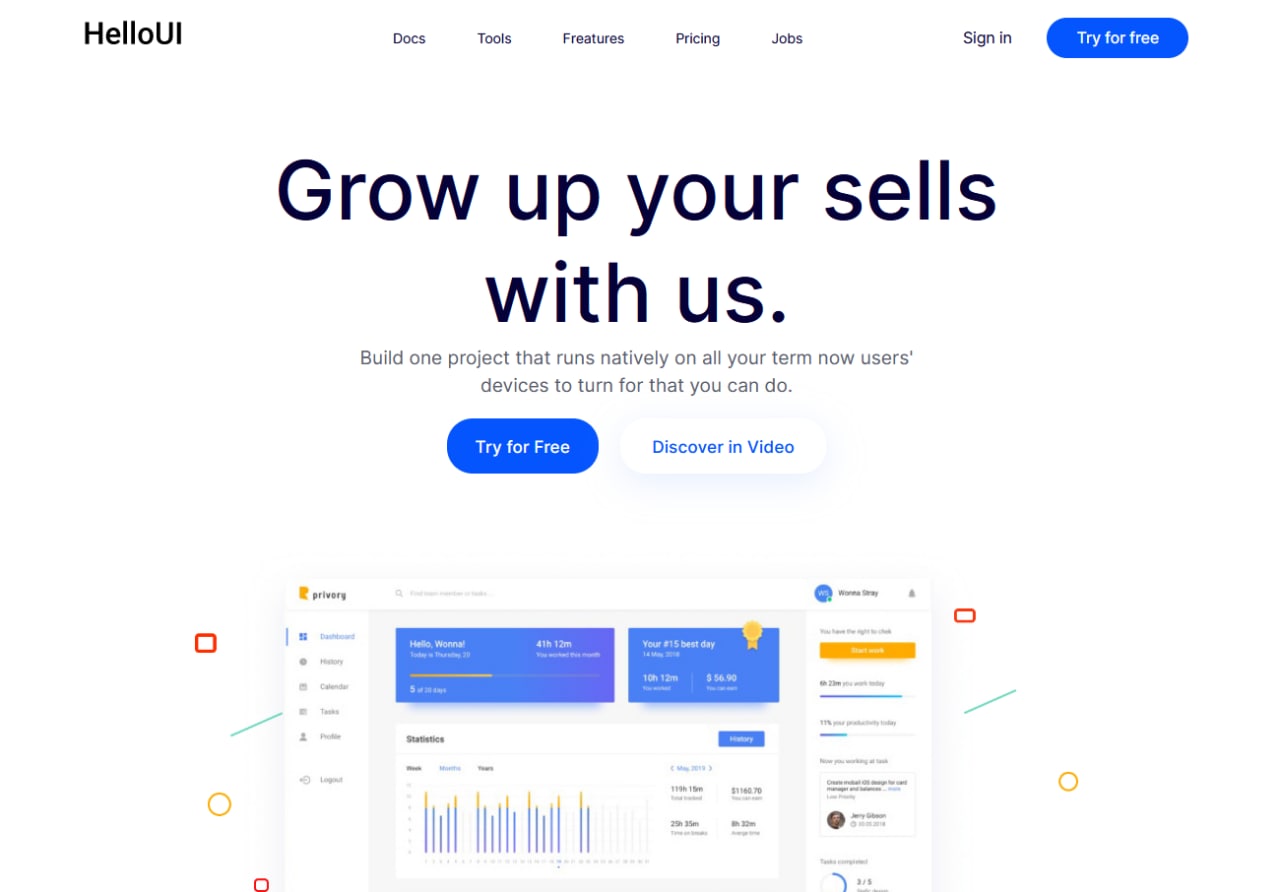 HelloUI
Docs
Tools
Freatures
Pricing
Jobs
Sign in
Try for free
Grow up your sells
with us.
Build one project that runs natively on all your term now users'
devices to turn for that you can do.
Try for Free
Discover in Video
privory
Find team member or tasks ...
WS
Wonna Stray
Dashboard
History
Calendar
Tasks
Profile
Logout
Hello, Wonna!
Today is Thursday, 20
41h 12m
You worked this month
5 of 20 days
Your #15 best day
14 May, 2018
10h 12m
You worked
$ 56.90
You can earn
Statistics
History
Week
Months
Years
May, 2019
119h 15m
Total tracked
$1160.70
You can earn
25h 35m
Time on breaks
8h 32m
Averge time
You have the right to chek
Start work
6h 23m you work today
11% your productivity today
Now you working at task
Create moball iOS design for card
manager and balances ... more
Low Priority
Jerry Gibson
30.05.2018
Tasks completed
3 / 5